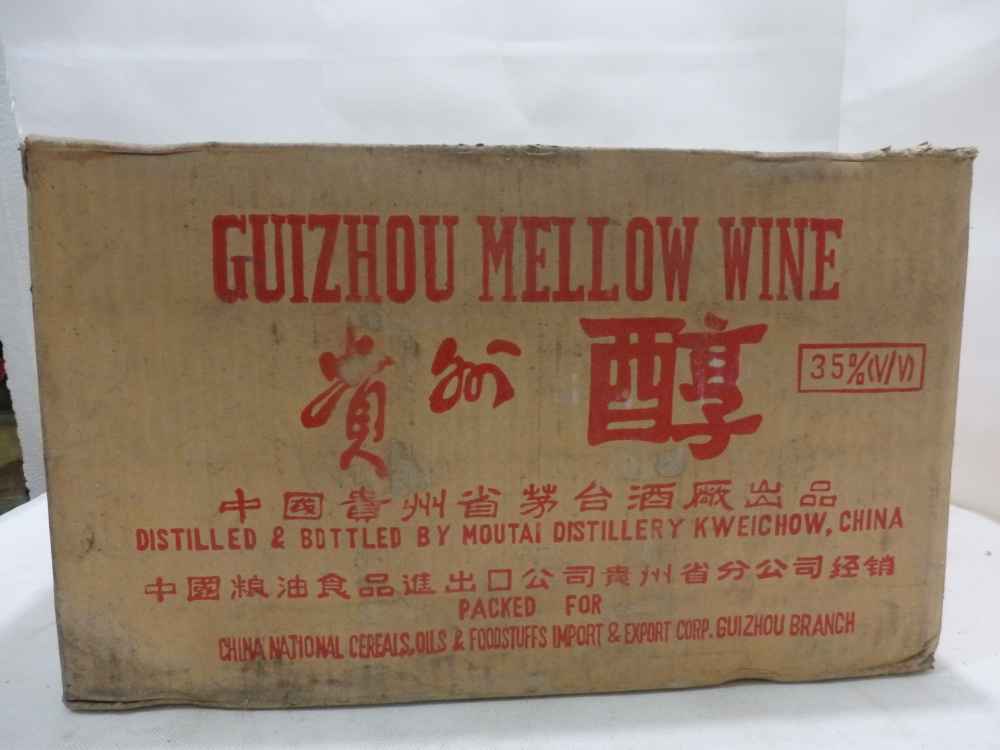 GUIZHOU MELLOW WINE
貴州醇
35%(V/V)
中國貴州省茅台酒廠出品
DISTILLED & BOTTLED BY MOUTAI DISTILLERY KWEICHOW, CHINA
中國粮油食品進出口公司貴州省分公司经销
PACKED FOR
CHINA NATIONAL CEREALS, OILS & FOODSTUFFS IMPORT & EXPORT CORP. GUIZHOU BRANCH